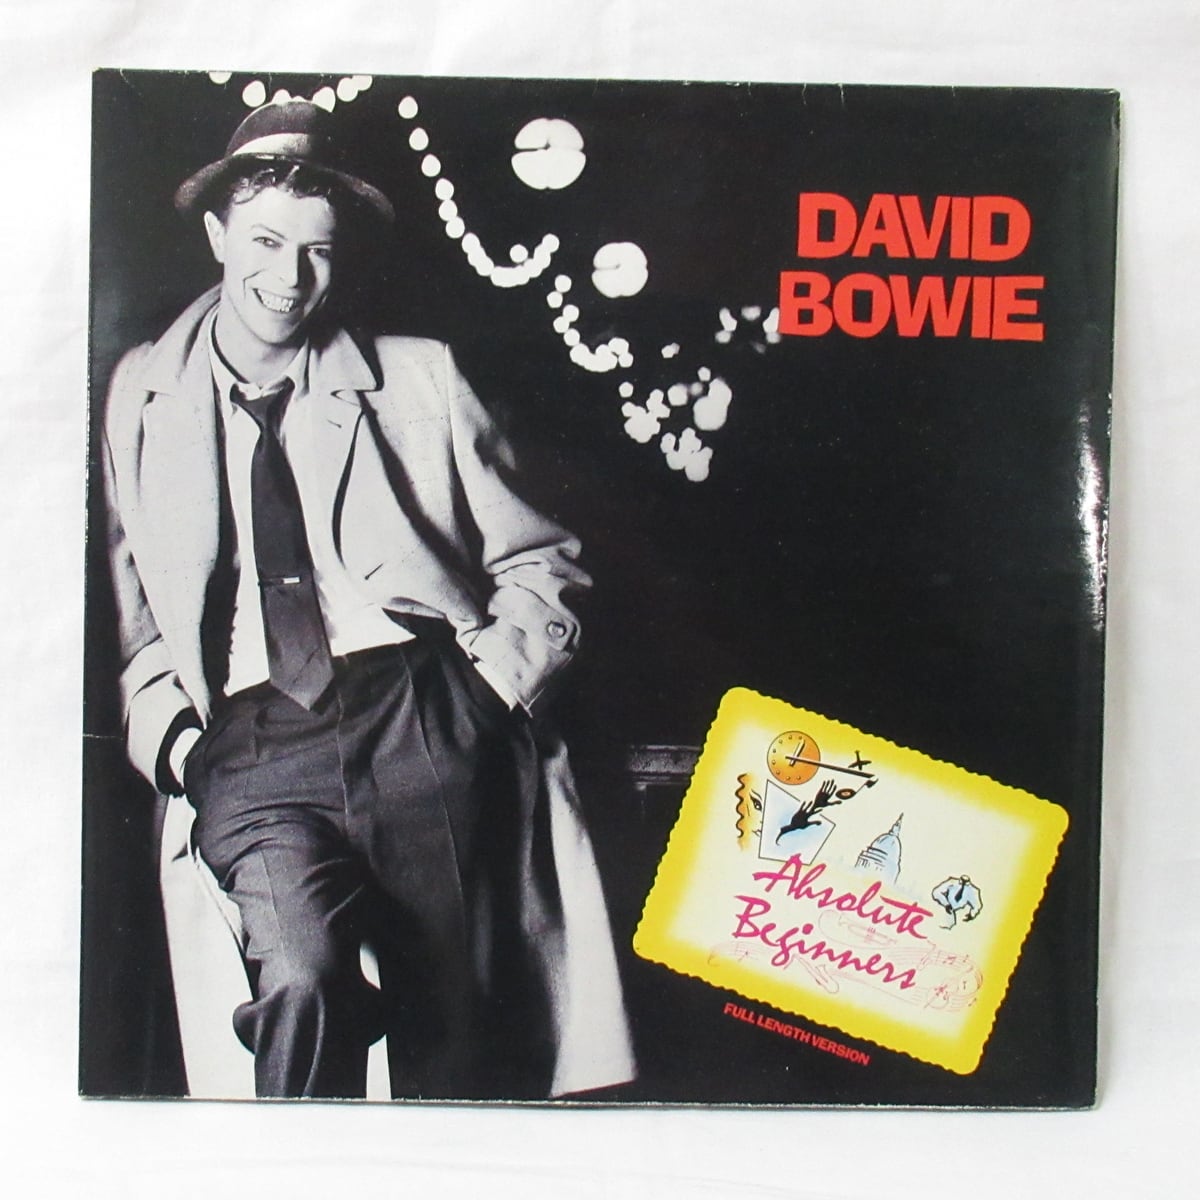 DAVID
BOWIE
Absolute
Beginners
FULL LENGTH VERSION